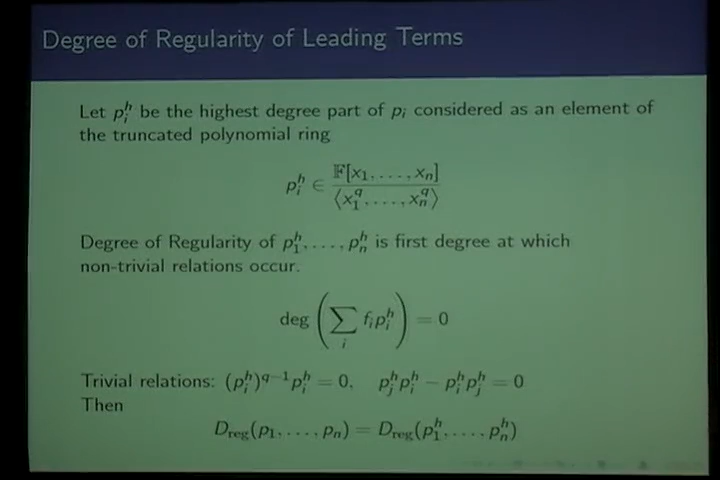 Degree of Regularity of Leading Terms
Let p_i^h be the highest degree part of p_i considered as an element of
the truncated polynomial ring
p_i^h ∈ 𝔽[x_1, . . . , x_n] / ⟨x_1^q, . . . , x_n^q⟩
Degree of Regularity of p_1^h, . . . , p_n^h is first degree at which
non-trivial relations occur.
deg (∑_i f_i p_i^h) = 0
Trivial relations: (p_i^h)^{q−1} p_i^h = 0, p_j^h p_i^h − p_i^h p_j^h = 0
Then
D_reg(p_1, . . . , p_n) = D_reg(p_1^h, . . . , p_n^h)